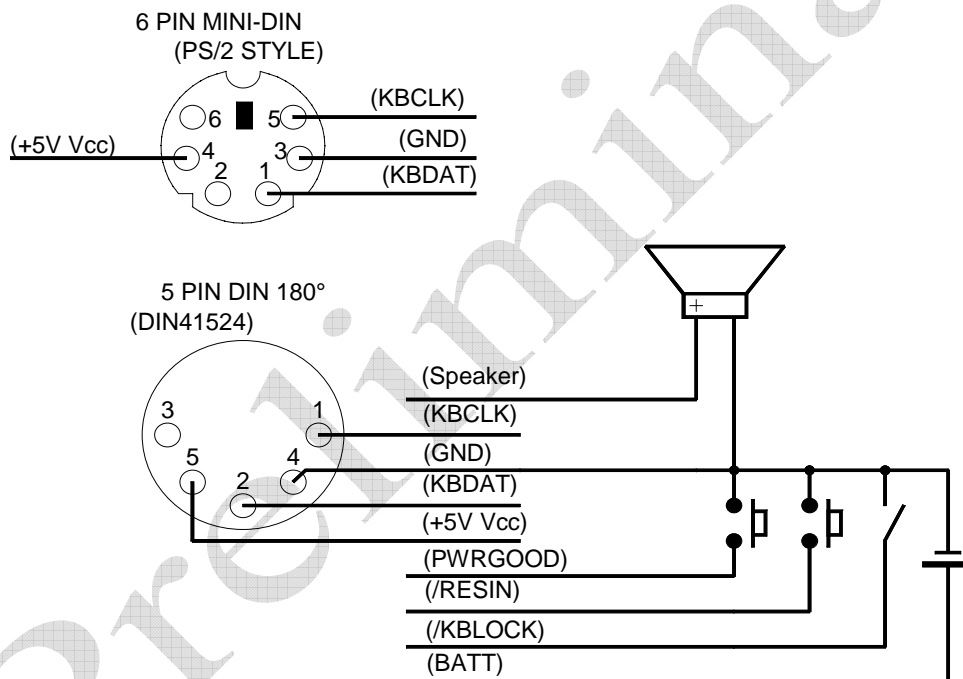 6 PIN MINI-DIN
(PS/2 STYLE)
(KBCLK)
6
5
(+5V Vcc)
4
3
(GND)
2
1
(KBDAT)
5 PIN DIN 180°
(DIN41524)
+
(Speaker)
3
1
(KBCLK)
5
4
(GND)
2
(KBDAT)
(+5V Vcc)
(PWRGOOD)
(/RESIN)
(/KBLOCK)
(BATT)
Prelimina